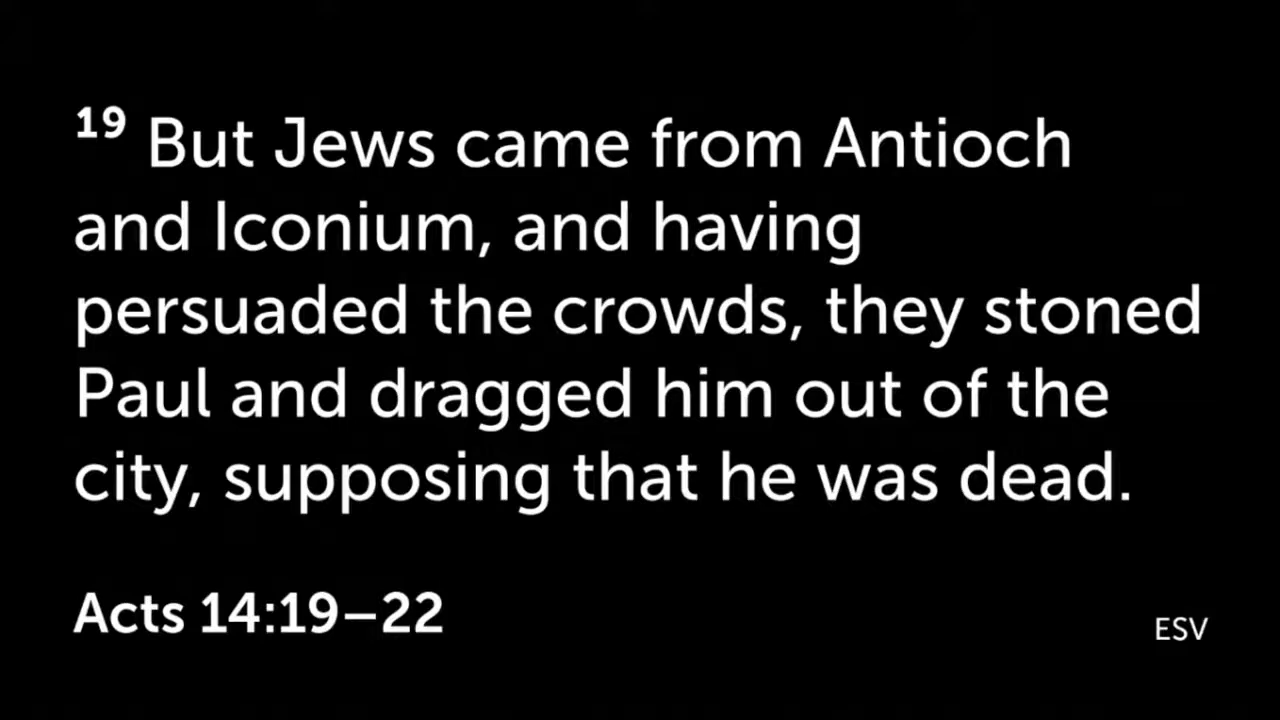 19 But Jews came from Antioch
and Iconium, and having
persuaded the crowds, they stoned
Paul and dragged him out of the
city, supposing that he was dead.
Acts 14:19–22
ESV